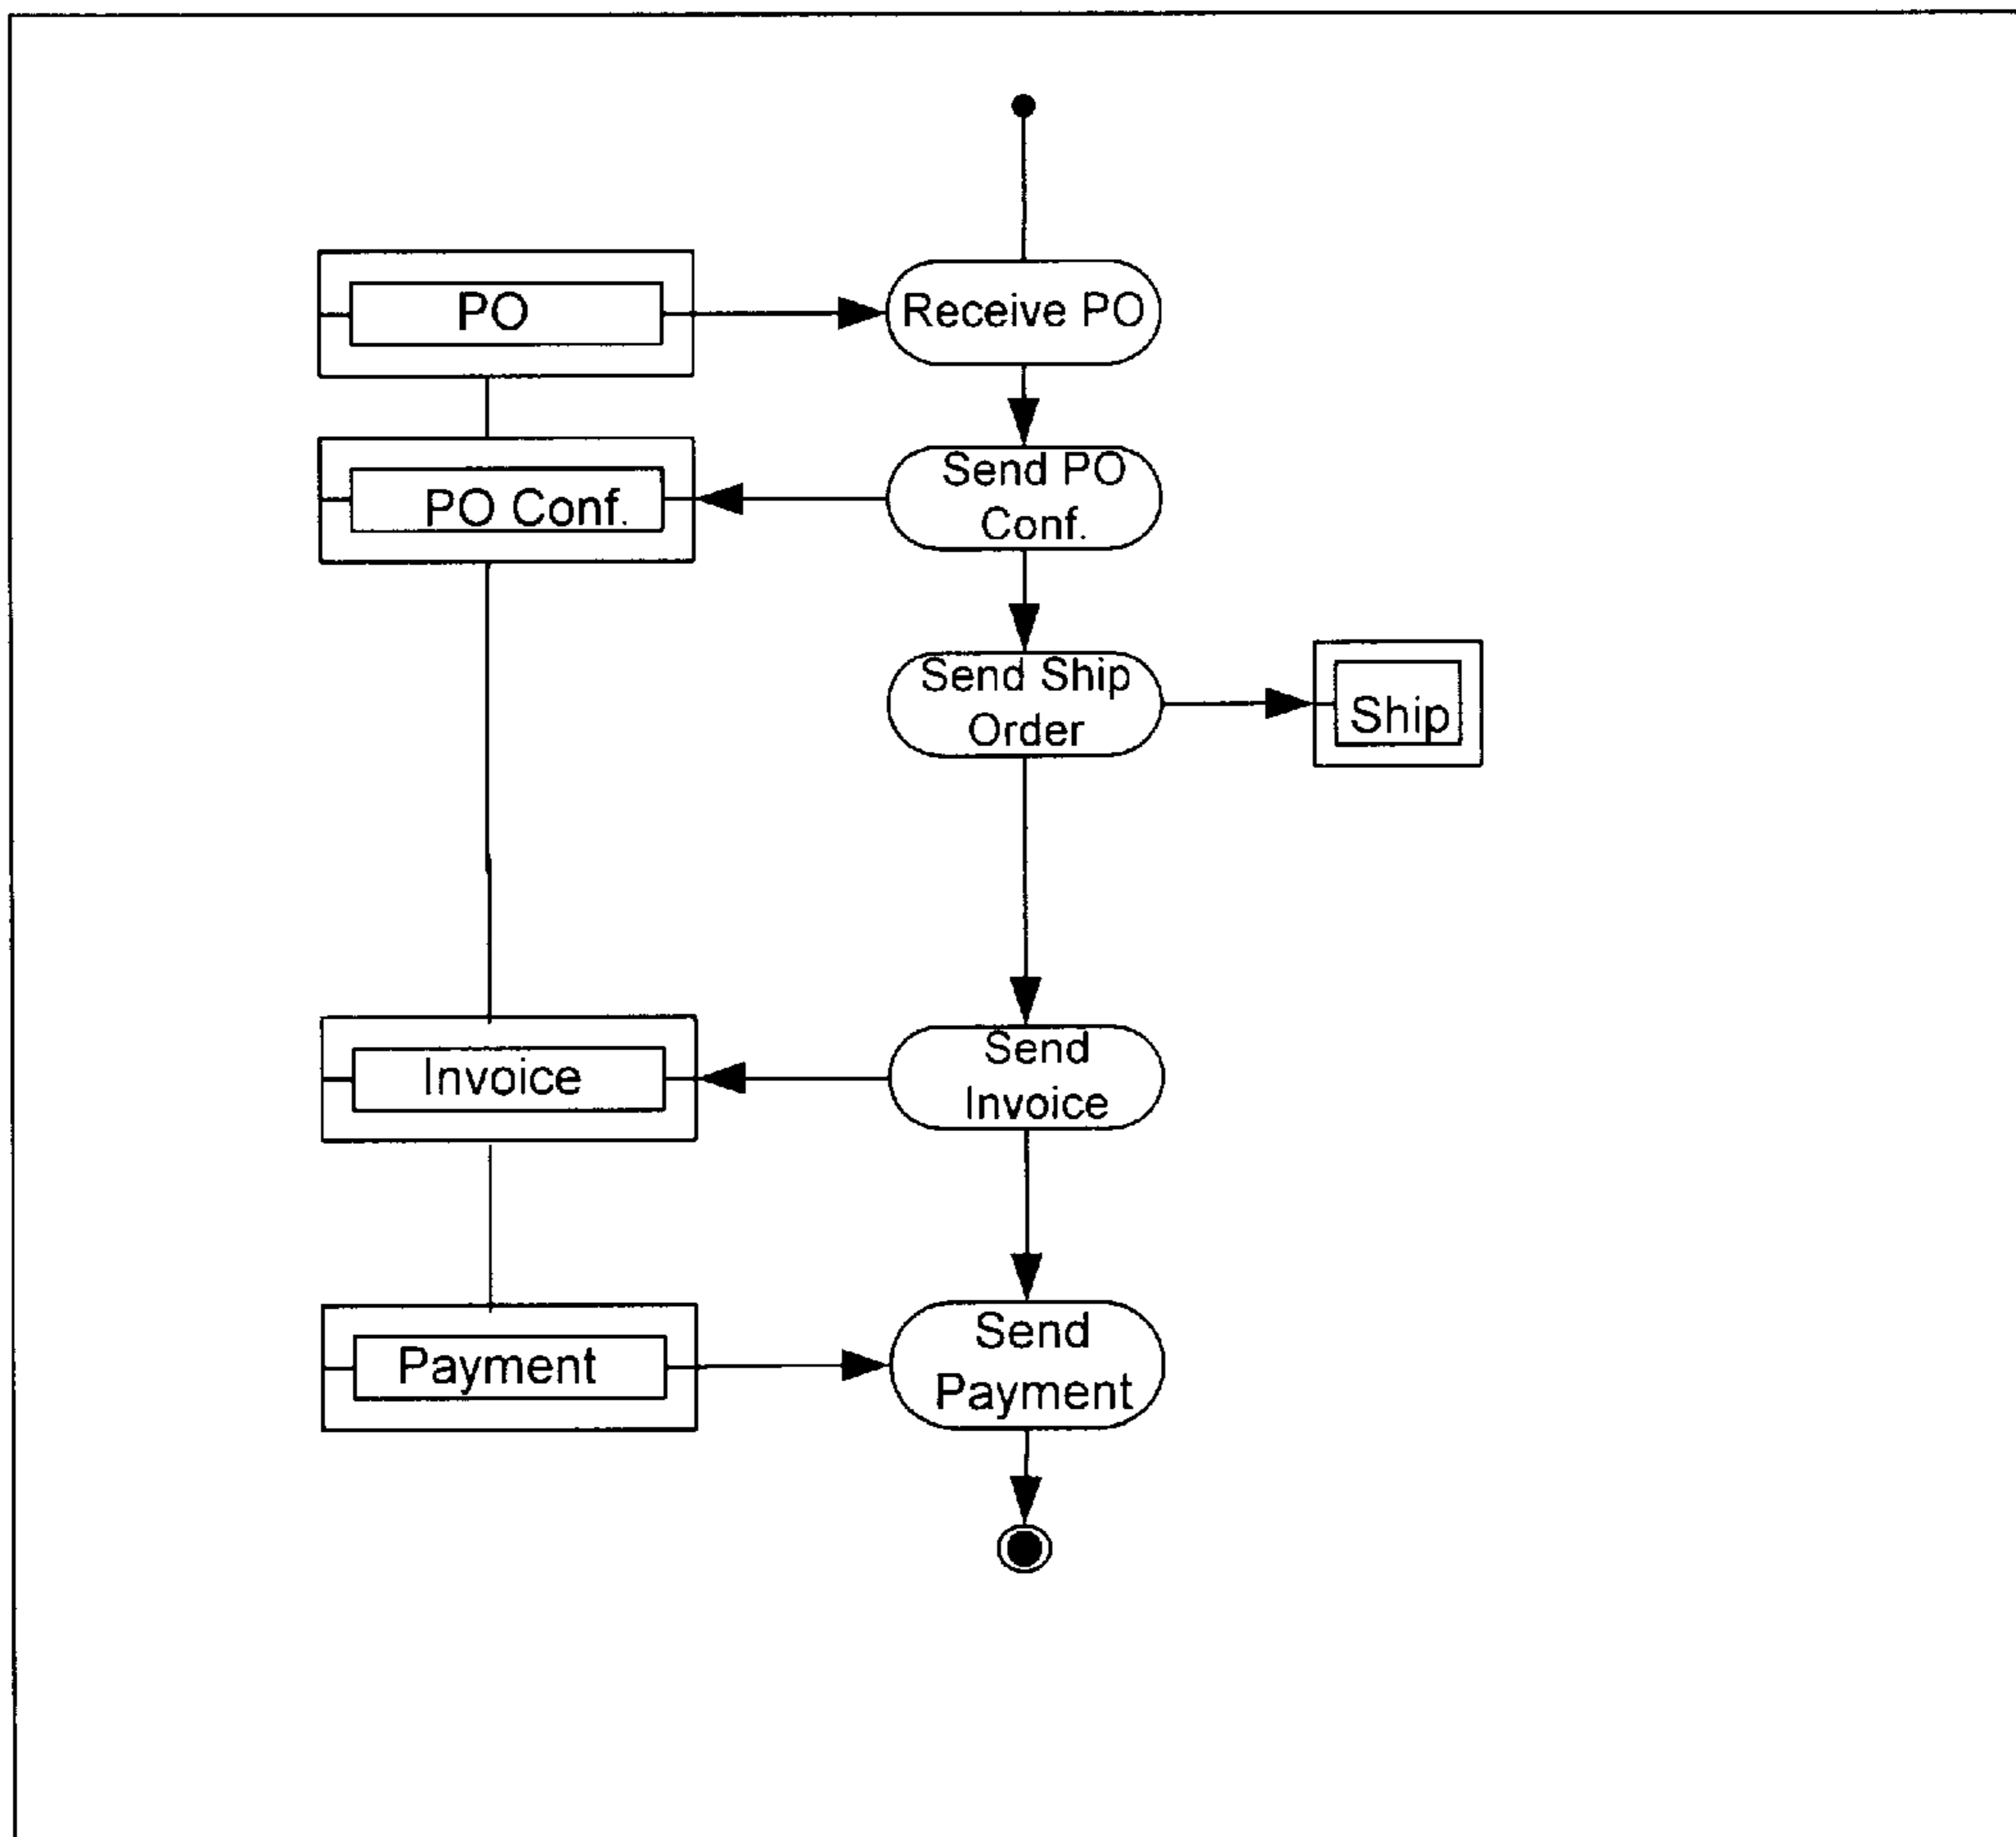 PO
Receive PO
PO Conf.
Send PO
Conf.
Send Ship
Order
Ship
Invoice
Send
Invoice
Payment
Send
Payment